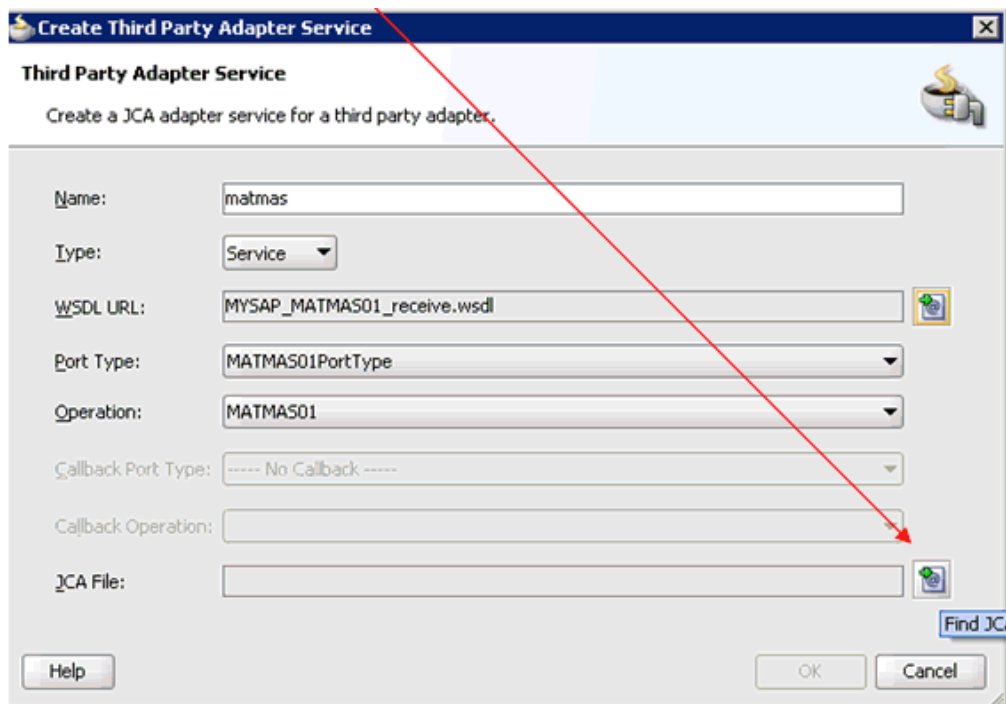 Create Third Party Adapter Service
Third Party Adapter Service
Create a JCA adapter service for a third party adapter.
Name: matmas
Type: Service
WSDL URL: MYSAP_MATMAS01_receive.wsdl
Port Type: MATMAS01PortType
Operation: MATMAS01
Callback Port Type: ----- No Callback -----
Callback Operation:
JCA File:
Find JC
Help OK Cancel